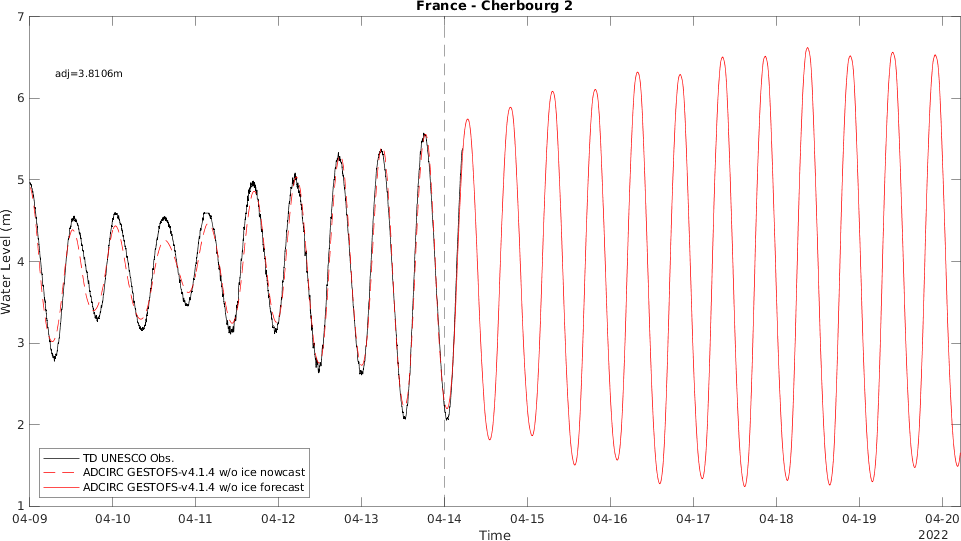 France - Cherbourg 2
7
adj=3.8106m
6
5
Water Level (m)
4
3
2
TD UNESCO Obs.
ADCIRC GESTOFS-v4.1.4 w/o ice nowcast
ADCIRC GESTOFS-v4.1.4 w/o ice forecast
1
04-09 04-10 04-11 04-12 04-13 04-14 04-15 04-16 04-17 04-18 04-19 04-20
Time 2022